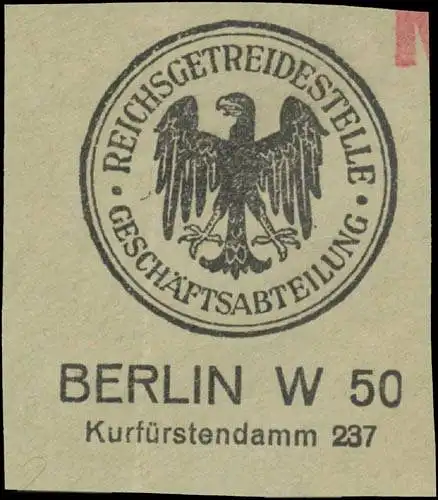 • REICHSGETREIDESTELLE •
GESCHÄFTSABTEILUNG
BERLIN W 50
Kurfürstendamm 237